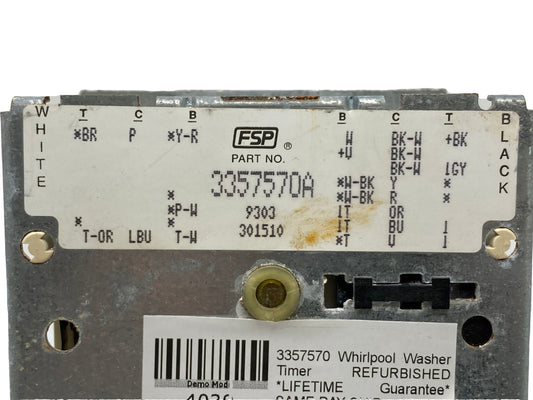 WHITE
T C B
*BR P *Y-R
*
*P-W
* *
T-OR LBU T-W
FSP ®
PART NO.
3357570A
9303
301510
B C T
W BK-W +BK
+V BK-W
BK-W 1GY
*W-BK Y *
*W-BK R *
1T OR
1T BU 1
*T V 1
BLACK
3357570 Whirlpool Washer
Timer REFURBISHED
*LIFETIME Guarantee*
Demo Mod